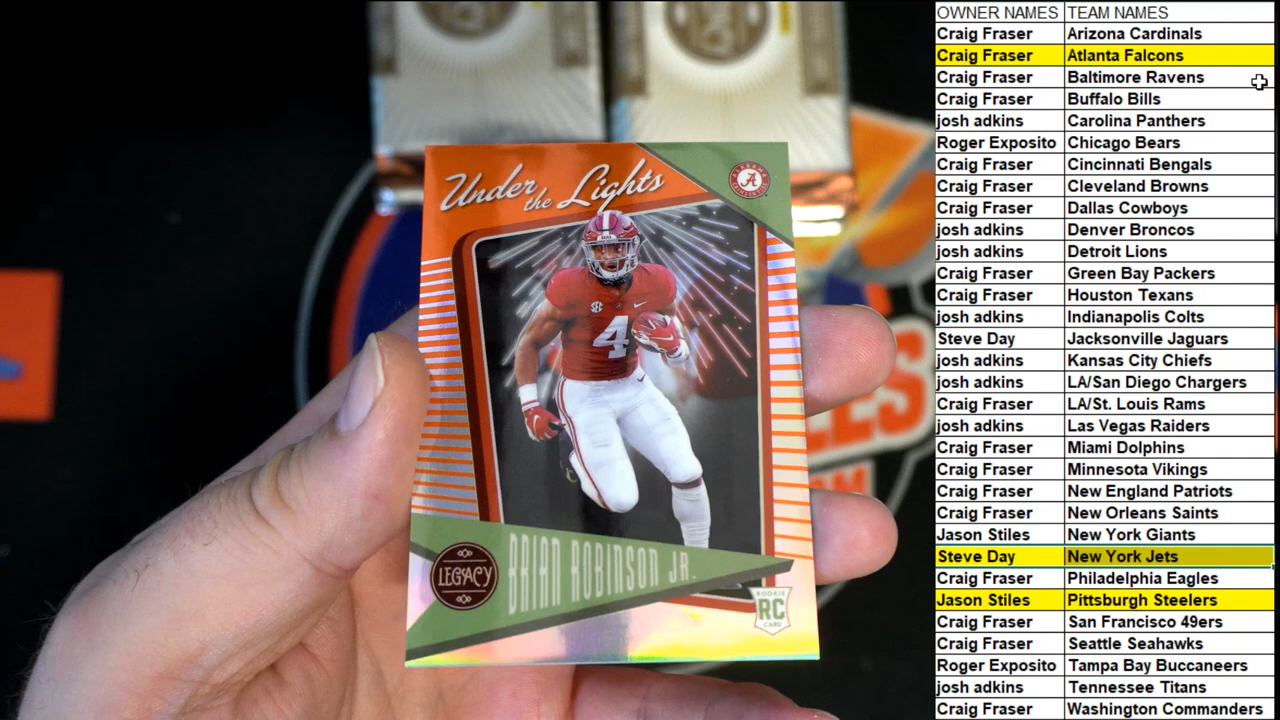 Under
the Lights
A
4
BRIAN ROBINSON JR.
LEGACY
ROOKIE
RC
CARD
OWNER NAMES TEAM NAMES
Craig Fraser Arizona Cardinals
Craig Fraser Atlanta Falcons
Craig Fraser Baltimore Ravens
Craig Fraser Buffalo Bills
josh adkins Carolina Panthers
Roger Exposito Chicago Bears
Craig Fraser Cincinnati Bengals
Craig Fraser Cleveland Browns
Craig Fraser Dallas Cowboys
josh adkins Denver Broncos
josh adkins Detroit Lions
Craig Fraser Green Bay Packers
Craig Fraser Houston Texans
josh adkins Indianapolis Colts
Steve Day Jacksonville Jaguars
josh adkins Kansas City Chiefs
josh adkins LA/San Diego Chargers
Craig Fraser LA/St. Louis Rams
josh adkins Las Vegas Raiders
Craig Fraser Miami Dolphins
Craig Fraser Minnesota Vikings
Craig Fraser New England Patriots
Craig Fraser New Orleans Saints
Jason Stiles New York Giants
Steve Day New York Jets
Craig Fraser Philadelphia Eagles
Jason Stiles Pittsburgh Steelers
Craig Fraser San Francisco 49ers
Craig Fraser Seattle Seahawks
Roger Exposito Tampa Bay Buccaneers
josh adkins Tennessee Titans
Craig Fraser Washington Commanders